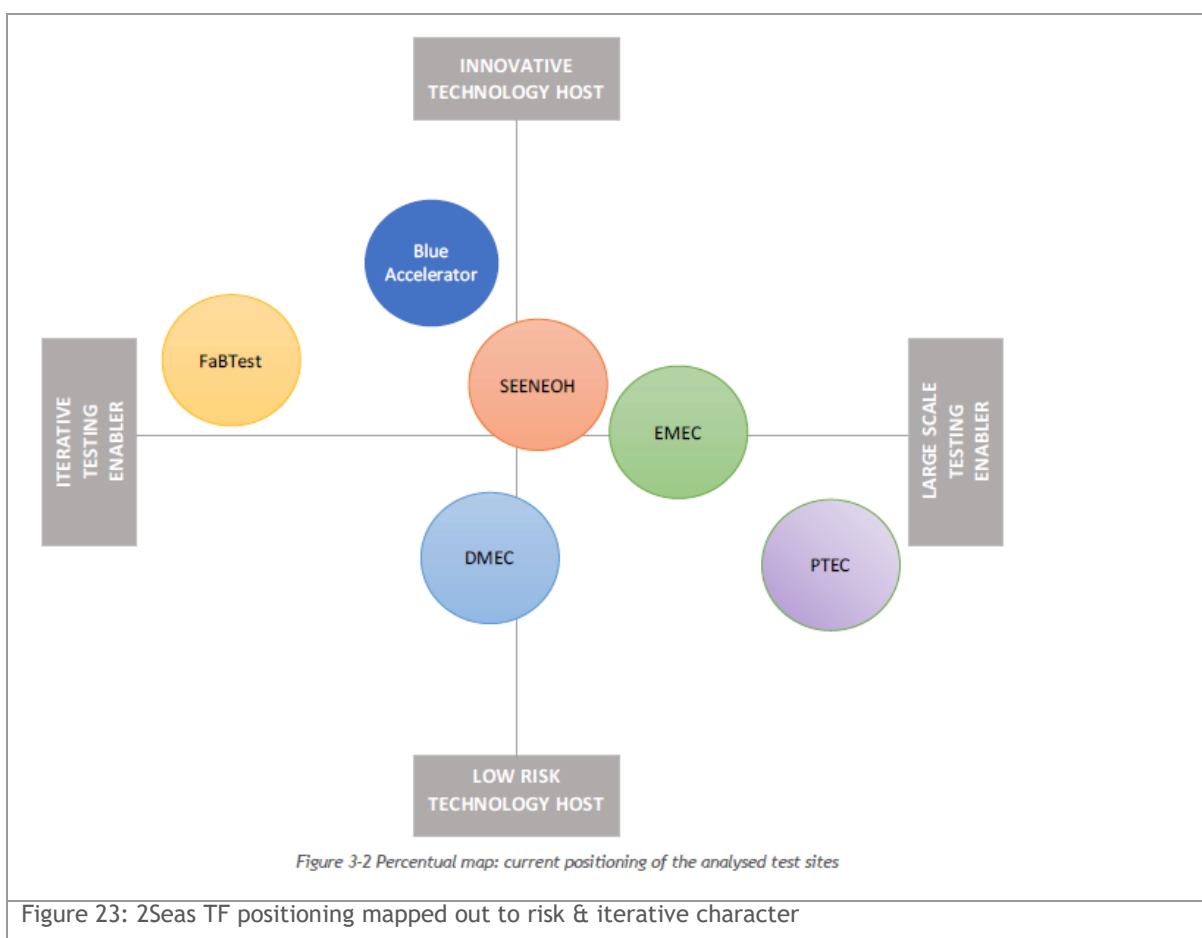 INNOVATIVE
TECHNOLOGY HOST
Blue
Accelerator
FaBTest
SEENEOH
EMEC
ITERATIVE
TESTING
ENABLER
LARGE SCALE
TESTING
ENABLER
DMEC
PTEC
LOW RISK
TECHNOLOGY HOST
Figure 3-2 Percentual map: current positioning of the analysed test sites
Figure 23: 2Seas TF positioning mapped out to risk & iterative character